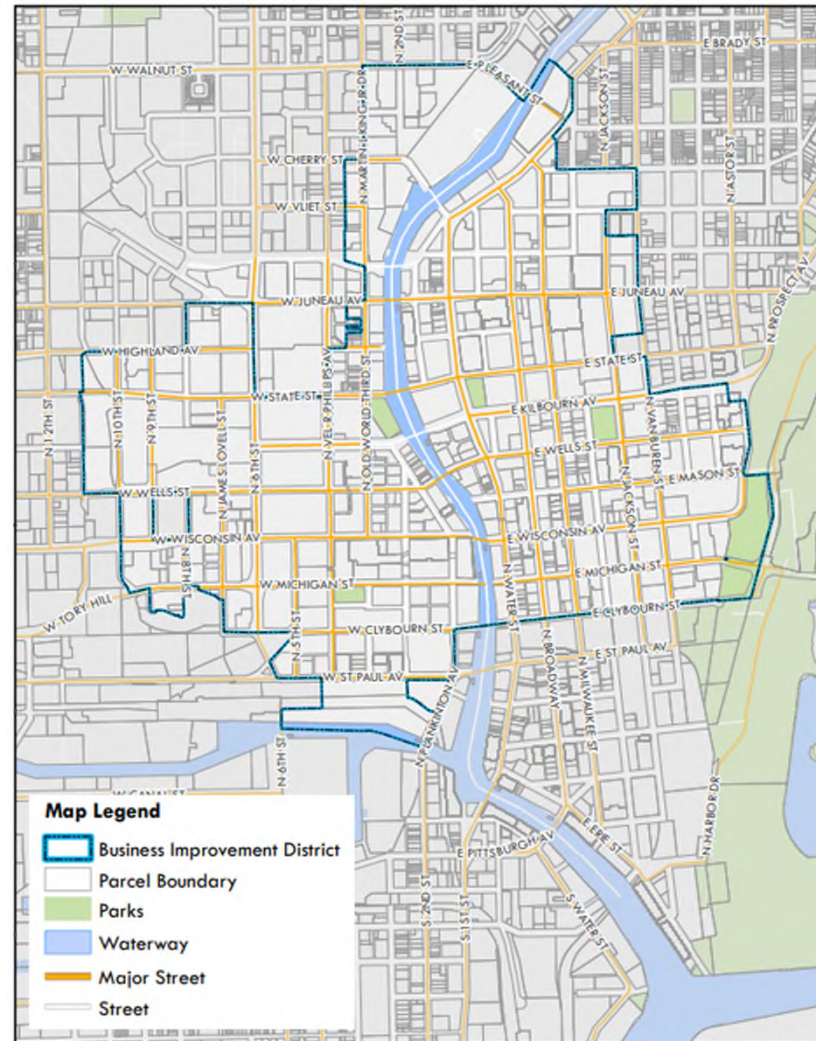 N 2ND ST
E BRADY ST
W WALNUT ST
E PLEASANT ST
N JACKSON ST
N MARTIN L KING JR DR
N ASTOR ST
W CHERRY ST
W VLIET ST
N PROSPECT AV
W JUNEAU AV
E JUNEAU AV
W HIGHLAND AV
E STATE ST
W STATE ST
N VEL R PHILLIPS AV
N OLD WORLD THIRD ST
E KILBOURN AV
N VAN BUREN ST
N 12TH ST
N 10TH ST
N 9TH ST
N JAMES LOVELL ST
N 6TH ST
E WELLS ST
N JACKSON ST
E MASON ST
W WELLS ST
W WISCONSIN AV
E WISCONSIN AV
N 8TH ST
W MICHIGAN ST
E MICHIGAN ST
N WATER ST
W TORY HILL
E CLYBOURN ST
N 5TH ST
W CLYBOURN ST
N BROADWAY
N MILWAUKEE ST
E ST PAUL AV
W ST PAUL AV
N PLANKINTON AV
N 6TH ST
W CANAL ST
N HARBOR DR
E PITTSBURGH AV
E ERIE ST
S 2ND ST
S 1ST ST
S WATER ST
Map Legend
Business Improvement District
Parcel Boundary
Parks
Waterway
Major Street
Street